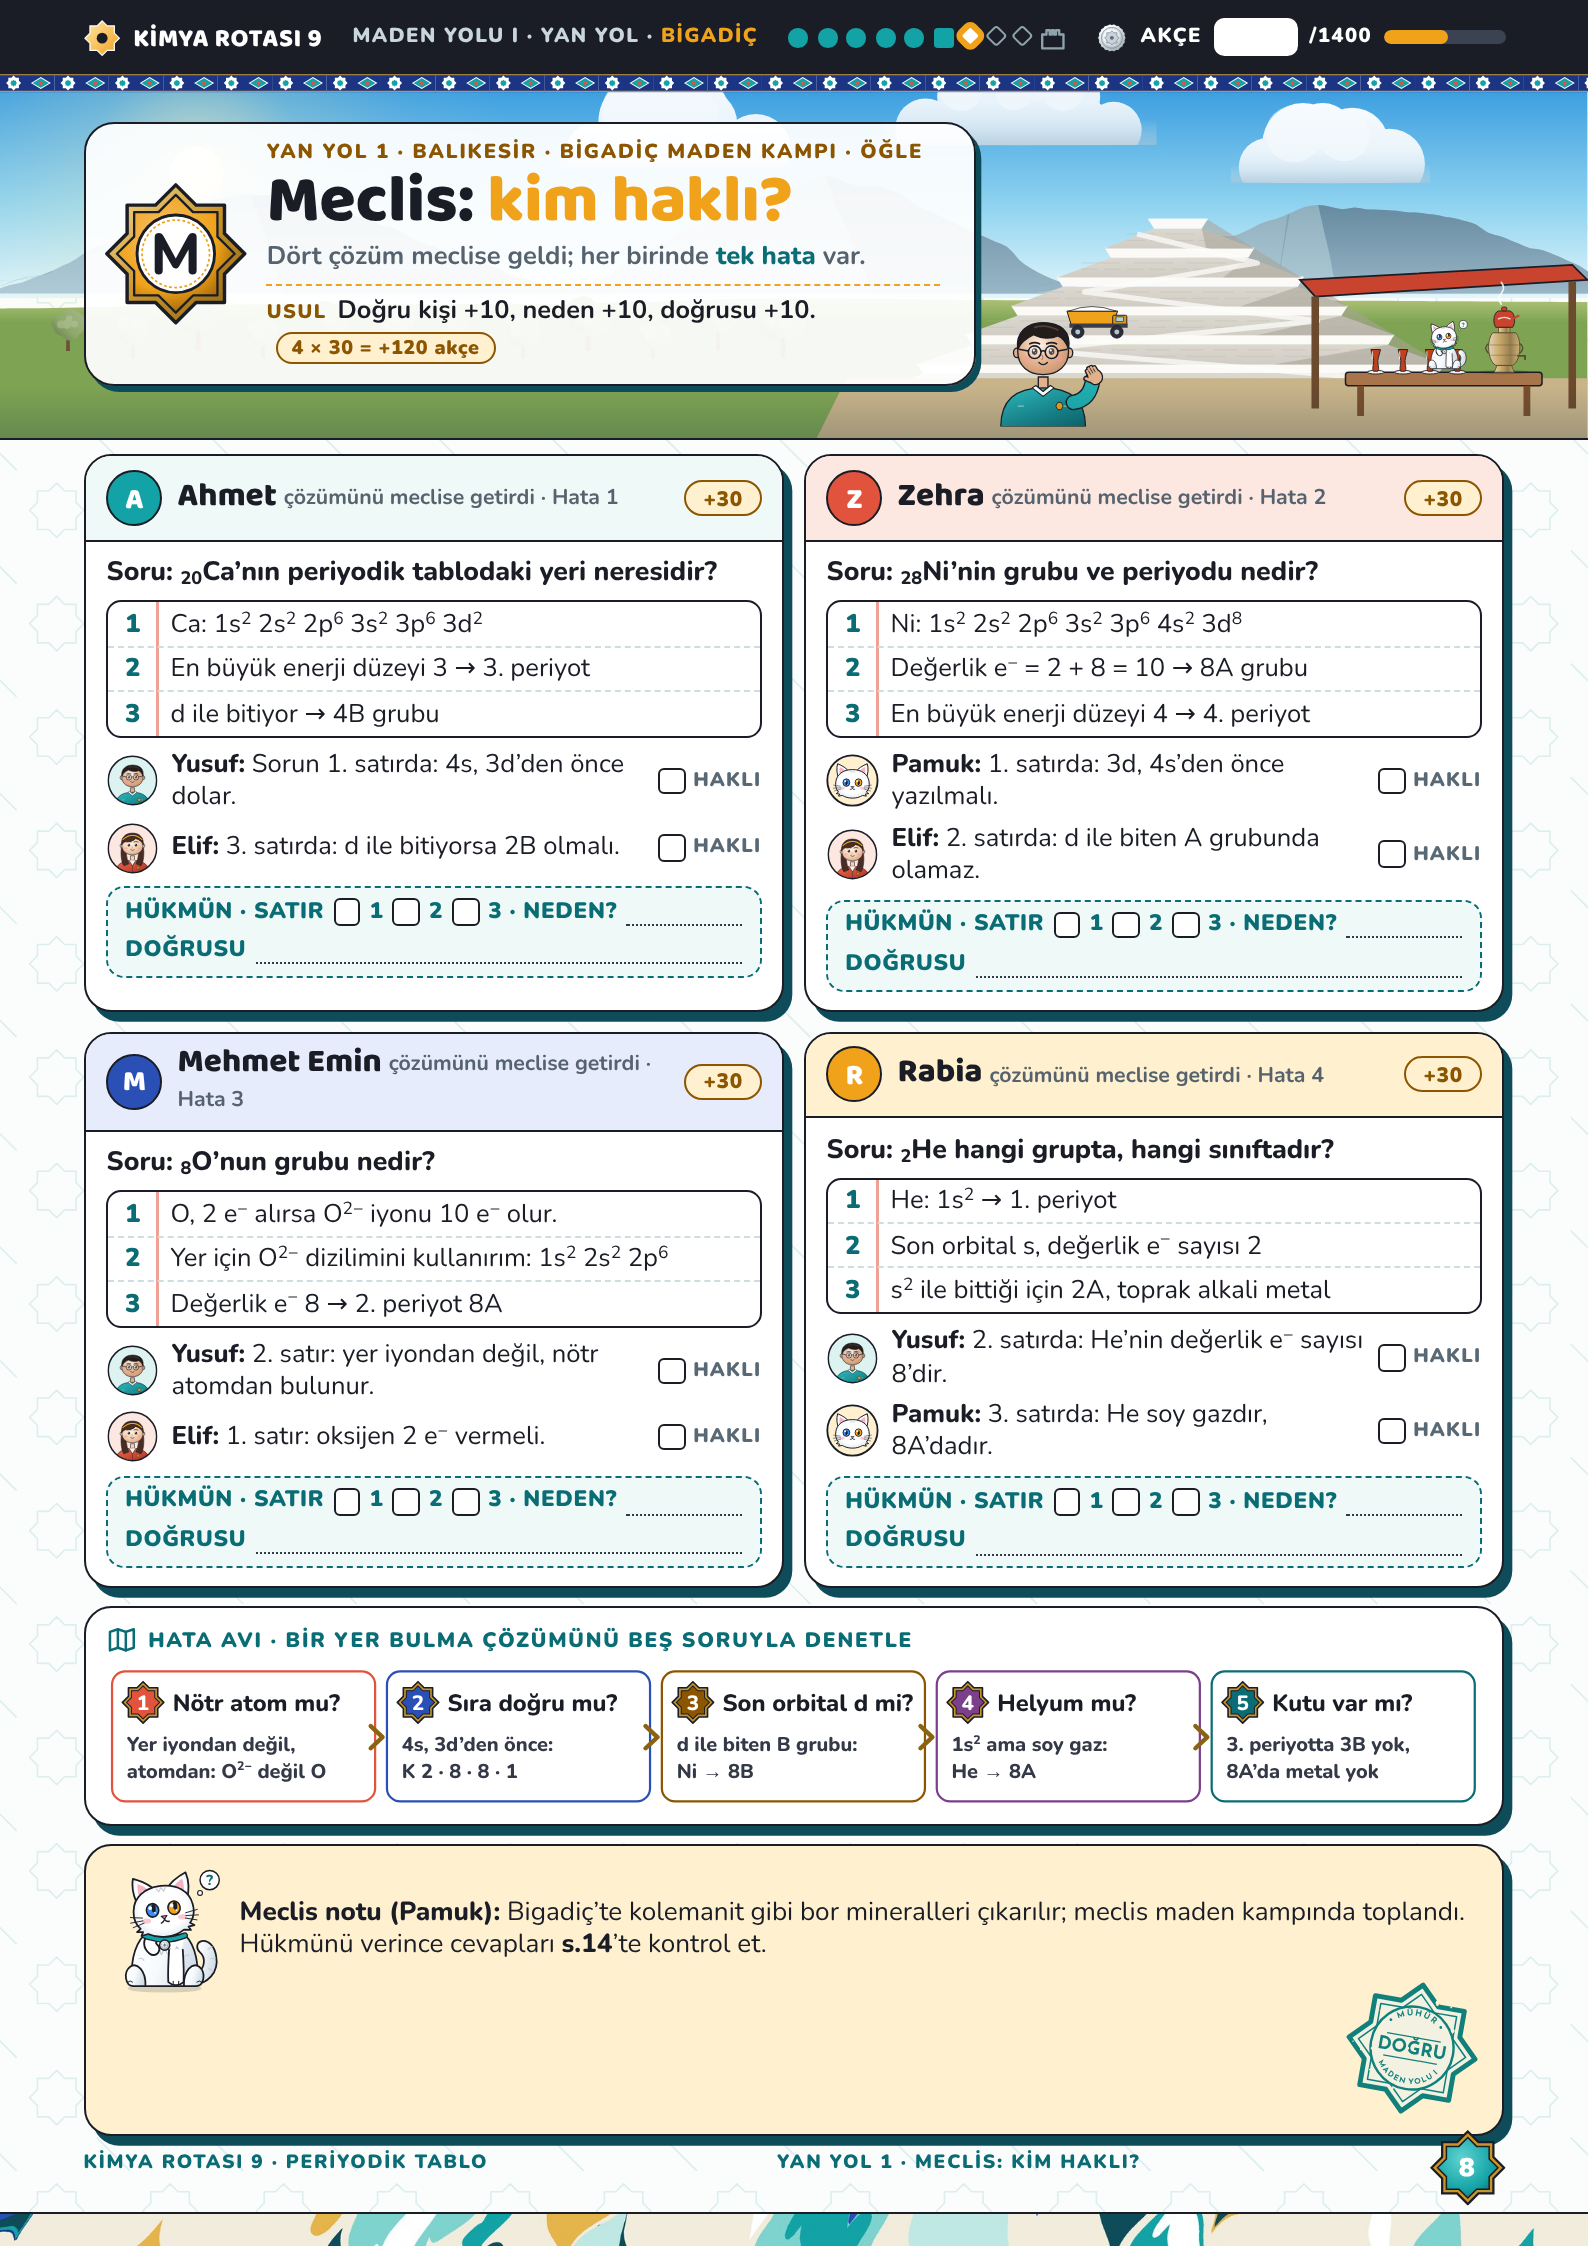 KİMYA ROTASI 9 MADEN YOLU I · YAN YOL · BİGADİÇ AKÇE /1400
YAN YOL 1 · BALIKESİR · BİGADİÇ MADEN KAMPI · ÖĞLE
M Meclis: kim haklı?
Dört çözüm meclise geldi; her birinde tek hata var.
USUL Doğru kişi +10, neden +10, doğrusu +10.
4 × 30 = +120 akçe
A Ahmet çözümünü meclise getirdi · Hata 1 +30
Soru: ₂₀Ca’nın periyodik tablodaki yeri neresidir?
1 Ca: 1s² 2s² 2p⁶ 3s² 3p⁶ 3d²
2 En büyük enerji düzeyi 3 → 3. periyot
3 d ile bitiyor → 4B grubu
Yusuf: Sorun 1. satırda: 4s, 3d’den önce
dolar.
HAKLI
Elif: 3. satırda: d ile bitiyorsa 2B olmalı. HAKLI
HÜKMÜN · SATIR 1 2 3 · NEDEN?
DOĞRUSU
Z Zehra çözümünü meclise getirdi · Hata 2 +30
Soru: ₂₈Ni’nin grubu ve periyodu nedir?
1 Ni: 1s² 2s² 2p⁶ 3s² 3p⁶ 4s² 3d⁸
2 Değerlik e⁻ = 2 + 8 = 10 → 8A grubu
3 En büyük enerji düzeyi 4 → 4. periyot
Pamuk: 1. satırda: 3d, 4s’den önce
yazılmalı.
HAKLI
Elif: 2. satırda: d ile biten A grubunda
olamaz.
HAKLI
HÜKMÜN · SATIR 1 2 3 · NEDEN?
DOĞRUSU
M Mehmet Emin çözümünü meclise getirdi ·
Hata 3
+30
Soru: ₈O’nun grubu nedir?
1 O, 2 e⁻ alırsa O²⁻ iyonu 10 e⁻ olur.
2 Yer için O²⁻ dizilimini kullanırım: 1s² 2s² 2p⁶
3 Değerlik e⁻ 8 → 2. periyot 8A
Yusuf: 2. satır: yer iyondan değil, nötr
atomdan bulunur.
HAKLI
Elif: 1. satır: oksijen 2 e⁻ vermeli. HAKLI
HÜKMÜN · SATIR 1 2 3 · NEDEN?
DOĞRUSU
R Rabia çözümünü meclise getirdi · Hata 4 +30
Soru: ₂He hangi grupta, hangi sınıftadır?
1 He: 1s² → 1. periyot
2 Son orbital s, değerlik e⁻ sayısı 2
3 s² ile bittiği için 2A, toprak alkali metal
Yusuf: 2. satırda: He’nin değerlik e⁻ sayısı
8’dir.
HAKLI
Pamuk: 3. satırda: He soy gazdır,
8A’dadır.
HAKLI
HÜKMÜN · SATIR 1 2 3 · NEDEN?
DOĞRUSU
HATA AVI · BİR YER BULMA ÇÖZÜMÜNÜ BEŞ SORUYLA DENETLE
1 Nötr atom mu?
Yer iyondan değil,
atomdan: O²⁻ değil O
2 Sıra doğru mu?
4s, 3d’den önce:
K 2 · 8 · 8 · 1
3 Son orbital d mi?
d ile biten B grubu:
Ni → 8B
4 Helyum mu?
1s² ama soy gaz:
He → 8A
5 Kutu var mı?
3. periyotta 3B yok,
8A’da metal yok
?
Meclis notu (Pamuk): Bigadiç’te kolemanit gibi bor mineralleri çıkarılır; meclis maden kampında toplandı.
Hükmünü verince cevapları s.14’te kontrol et.
• MÜHÜR •
DOĞRU
MADEN YOLU I
KİMYA ROTASI 9 · PERİYODİK TABLO YAN YOL 1 · MECLİS: KİM HAKLI? 8